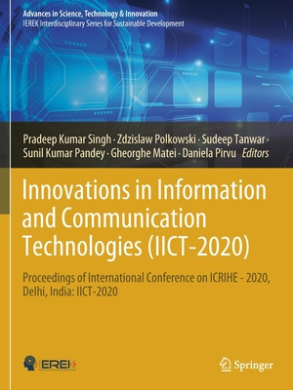 Advances in Science, Technology & Innovation
IEREK Interdisciplinary Series for Sustainable Development
Pradeep Kumar Singh · Zdzislaw Polkowski · Sudeep Tanwar ·
Sunil Kumar Pandey · Gheorghe Matei · Daniela Pirvu Editors
Innovations in Information
and Communication
Technologies (IICT-2020)
Proceedings of International Conference on ICRIHE - 2020,
Delhi, India: IICT-2020
IEREK
Springer